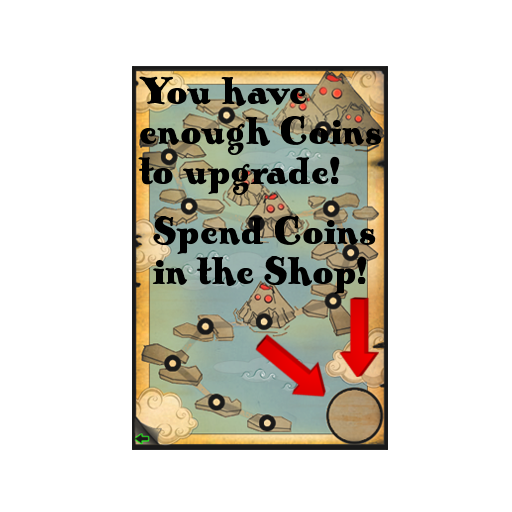 You have
enough Coins
to upgrade!
Spend Coins
in the Shop!